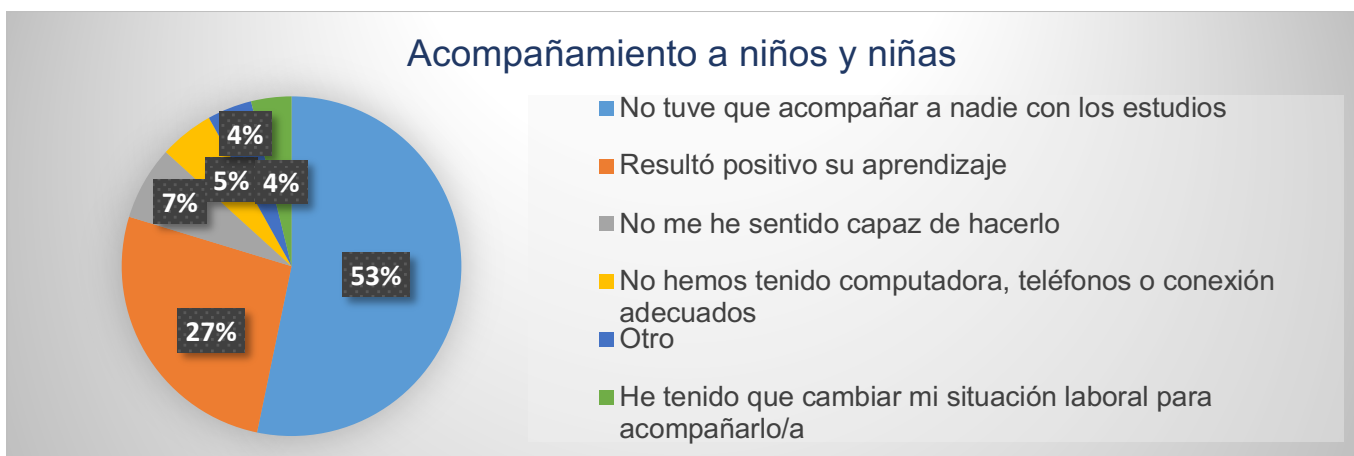 Acompañamiento a niños y niñas
4%
5%
4%
7%
53%
27%
No tuve que acompañar a nadie con los estudios
Resultó positivo su aprendizaje
No me he sentido capaz de hacerlo
No hemos tenido computadora, teléfonos o conexión
adecuados
Otro
He tenido que cambiar mi situación laboral para
acompañarlo/a